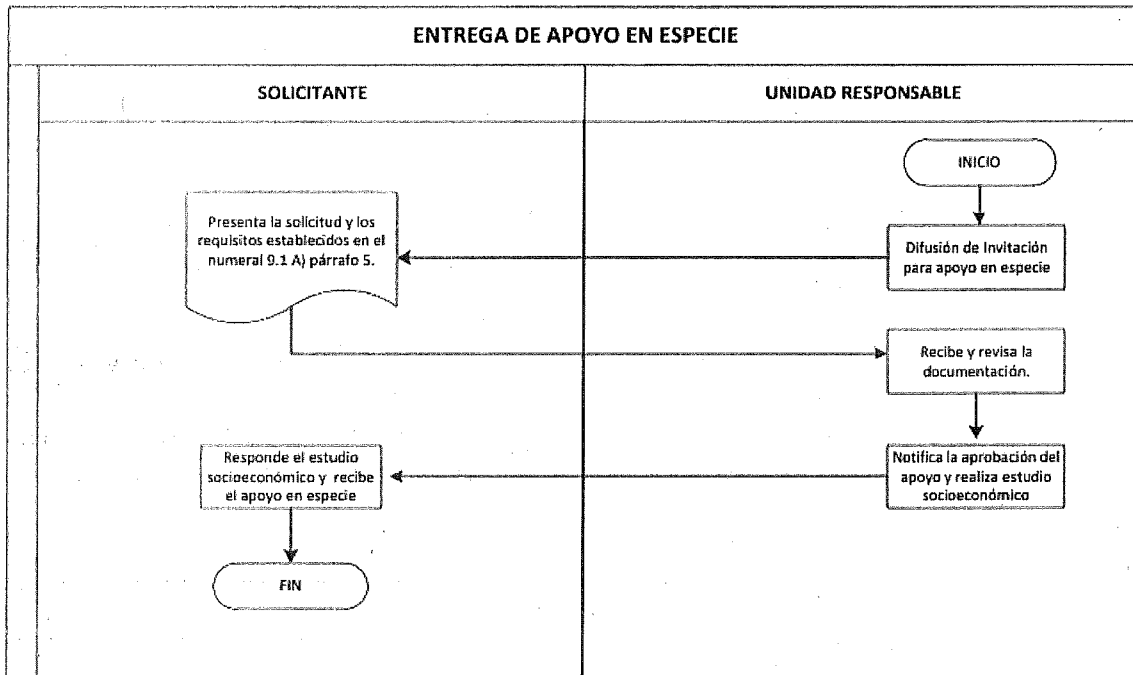 ENTREGA DE APOYO EN ESPECIE
SOLICITANTE
UNIDAD RESPONSABLE
INICIO
Difusión de Invitación
para apoyo en especie
Presenta la solicitud y los
requisitos establecidos en el
numeral 9.1 A) párrafo 5.
Recibe y revisa la
documentación.
Notifica la aprobación del
apoyo y realiza estudio
socioeconómico
Responde el estudio
socioeconómico y recibe
el apoyo en especie
FIN